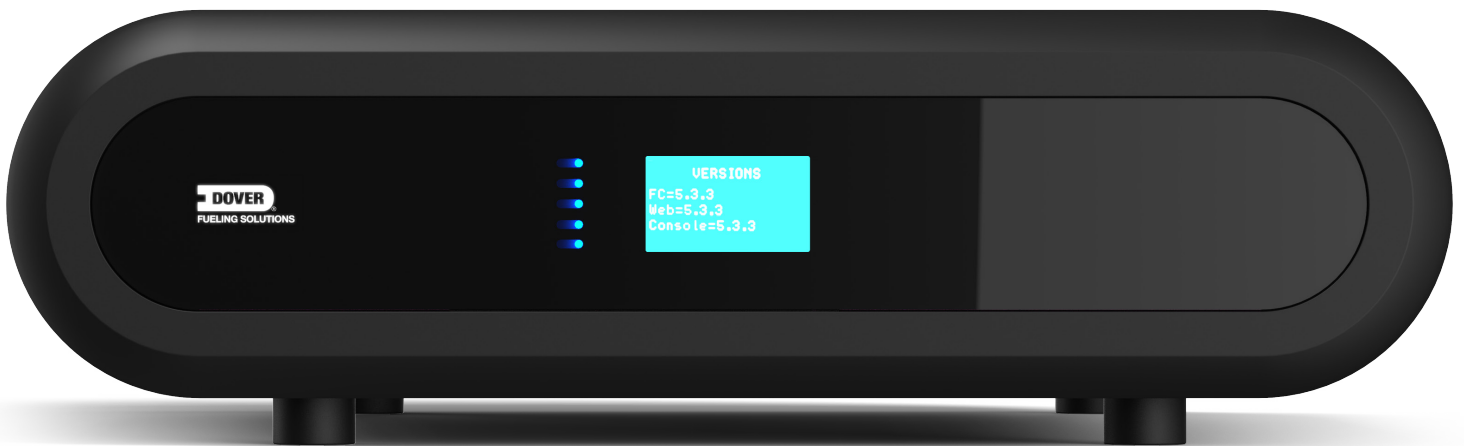 DOVER
FUELING SOLUTIONS
VERSIONS
FC=5.3.3
Web=5.3.3
Console=5.3.3